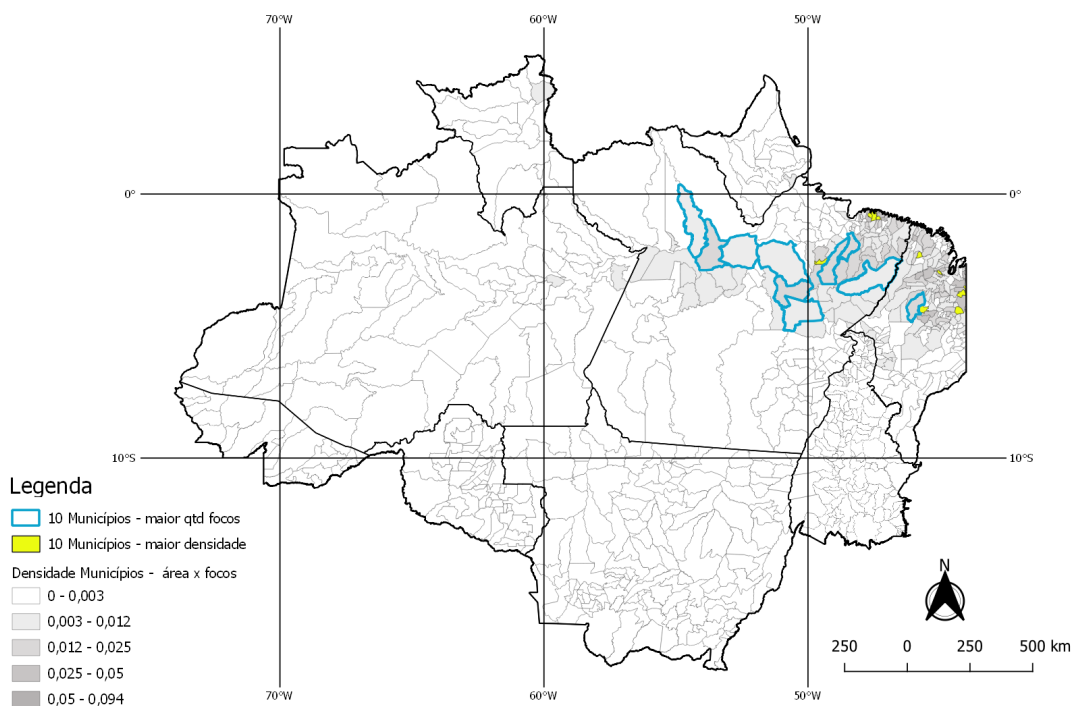 70°W 60°W 50°W
0° 0°
10°S 10°S
Legenda
10 Municípios - maior qtd focos
10 Municípios - maior densidade
Densidade Municípios - área x focos
0 - 0,003
0,003 - 0,012
0,012 - 0,025
0,025 - 0,05
0,05 - 0,094
N
250 0 250 500 km
70°W 60°W 50°W